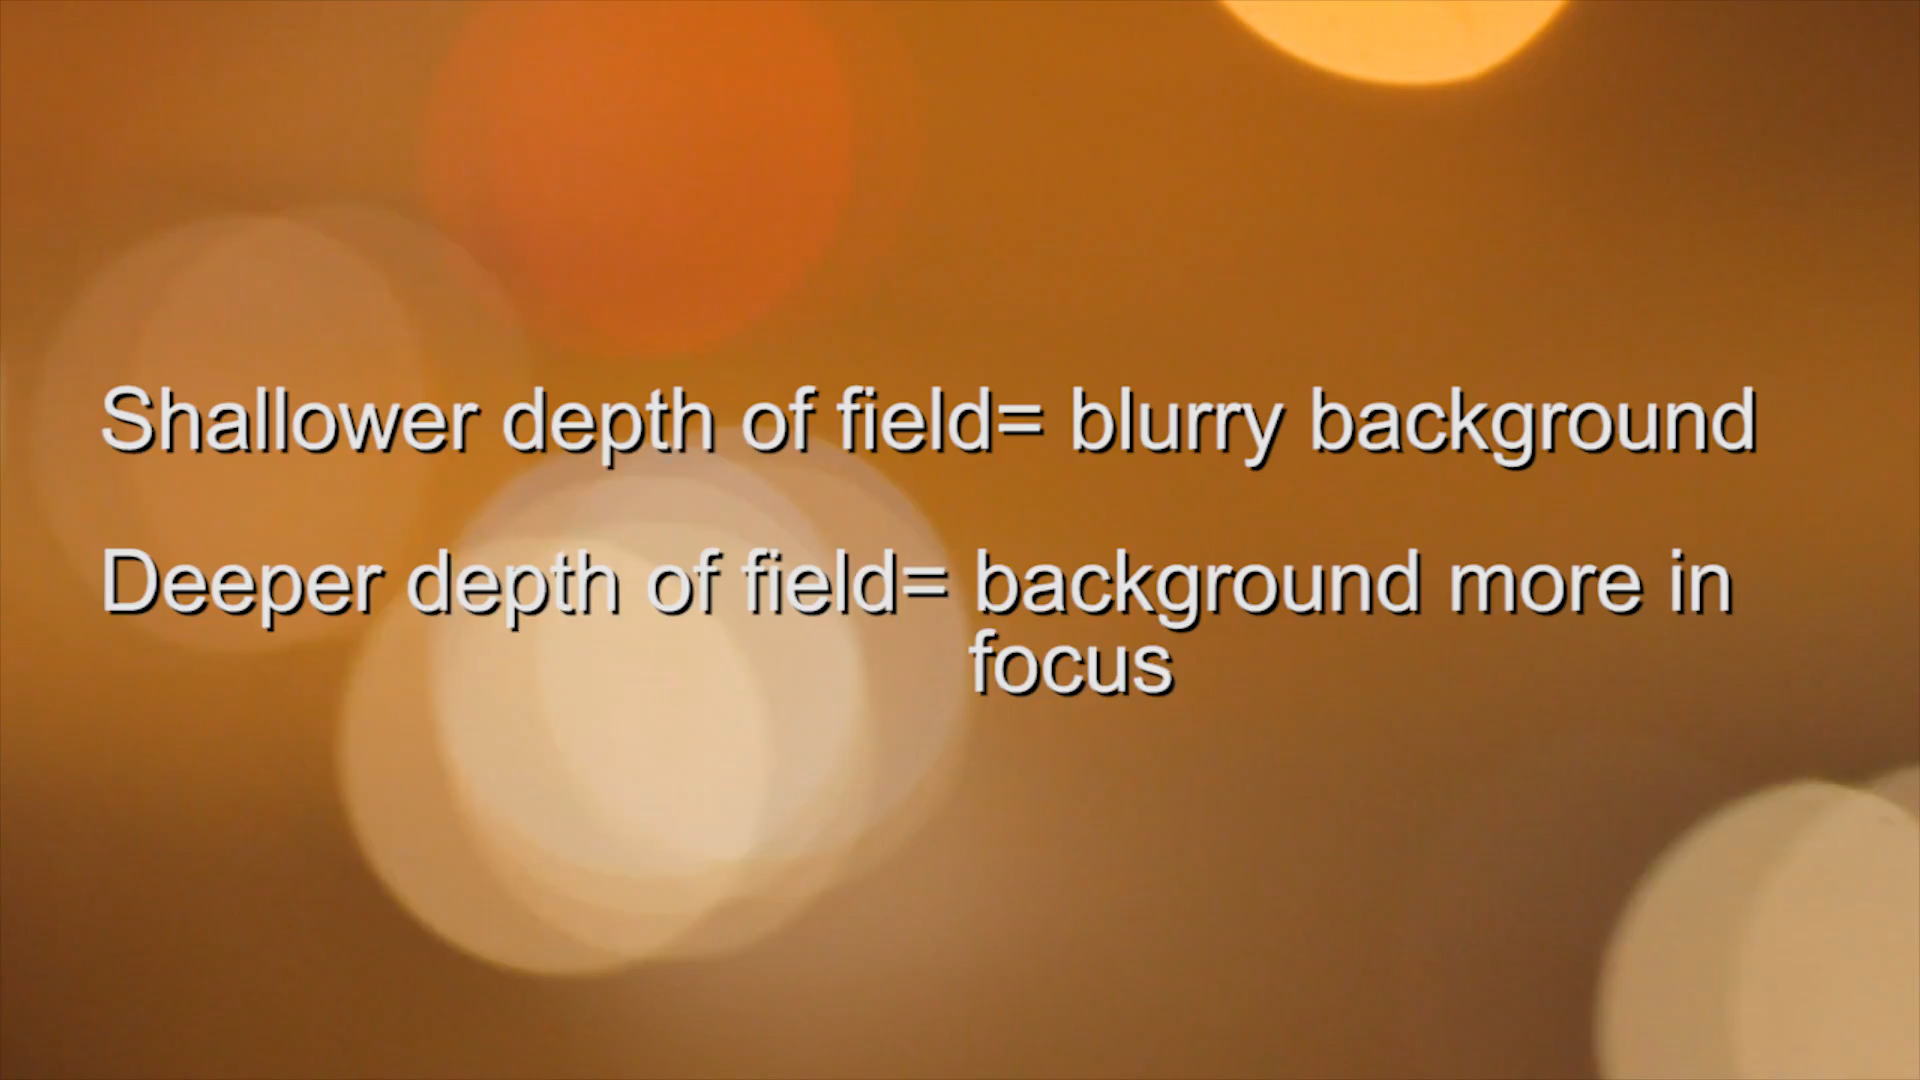 Shallower depth of field= blurry background
Deeper depth of field= background more in
focus